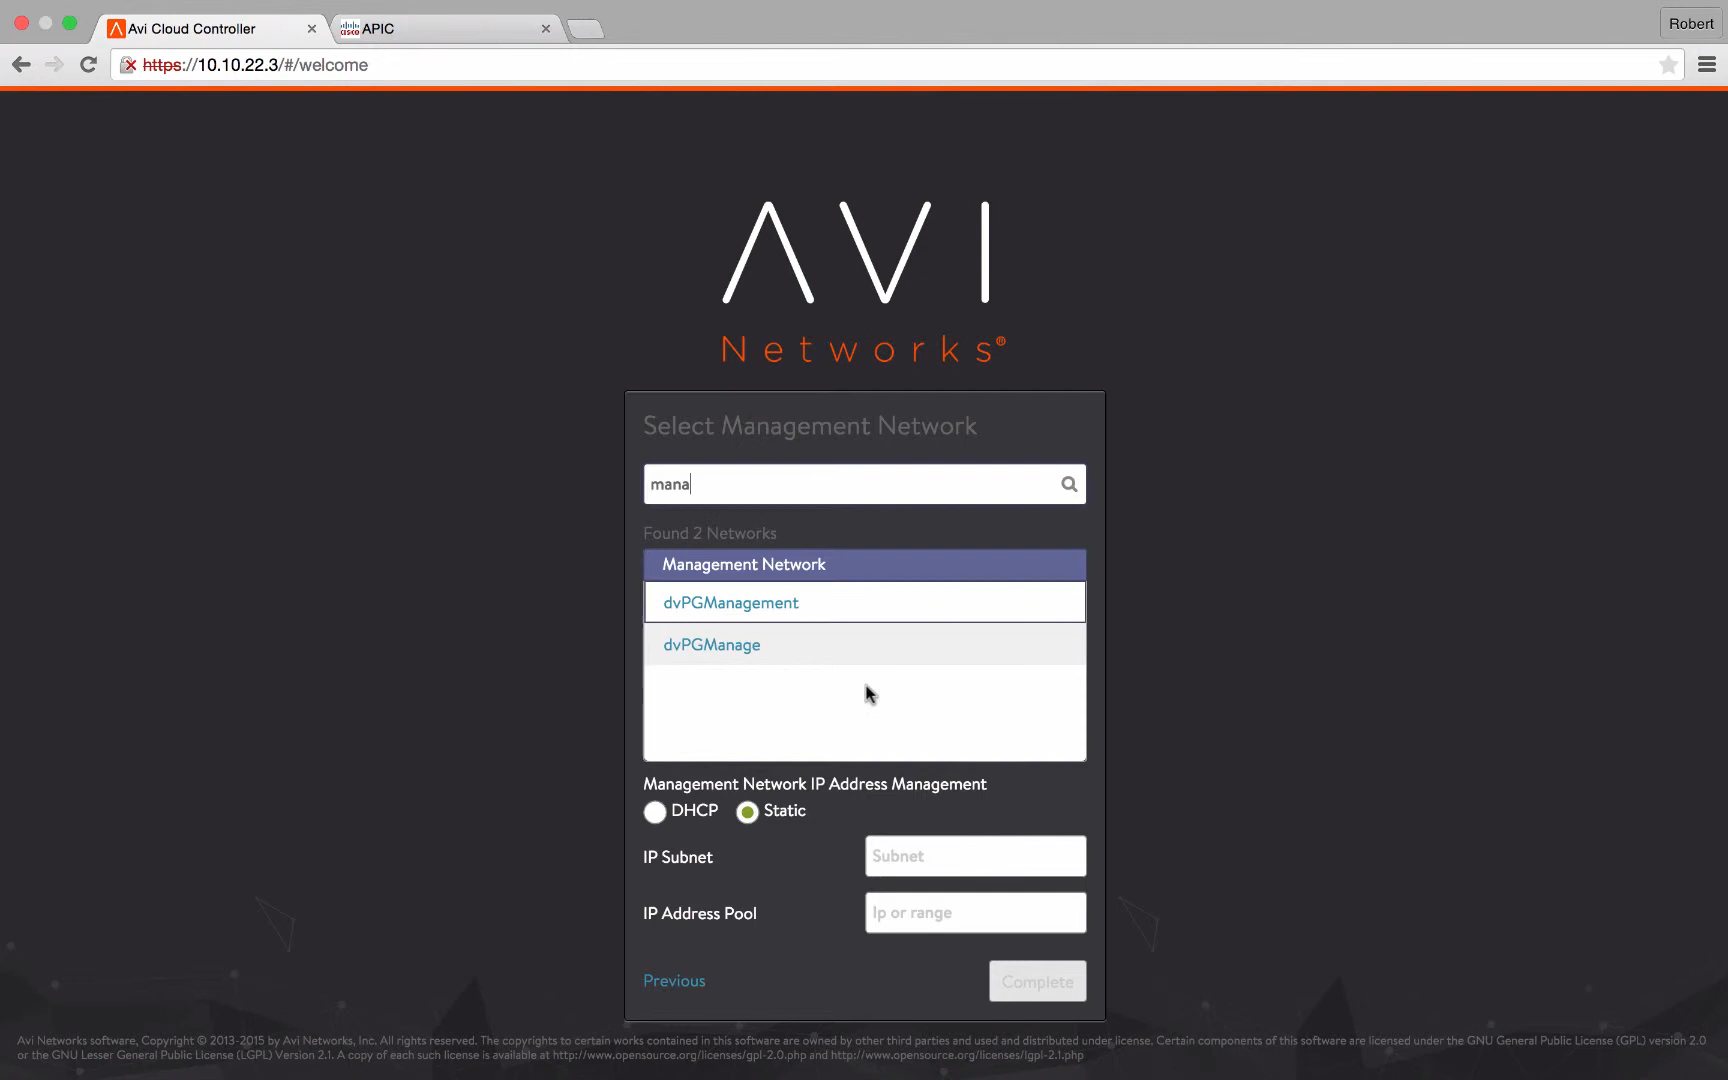 Avi Cloud Controller
APIC
Robert
https://10.10.22.3/#/welcome
AVI
Networks®
Select Management Network
mana
Found 2 Networks
Management Network
dvPGManagement
dvPGManage
Management Network IP Address Management
DHCP Static
IP Subnet Subnet
IP Address Pool Ip or range
Previous Complete
Avi Networks software, Copyright © 2013-2015 by Avi Networks, Inc. All rights reserved. The copyrights to certain works contained in this software are owned by other third parties and used and distributed under license. Certain components of this software are licensed under the GNU General Public License (GPL) version 2.0
or the GNU Lesser General Public License (LGPL) Version 2.1. A copy of each such license is available at http://www.opensource.org/licenses/gpl-2.0.php and http://www.opensource.org/licenses/lgpl-2.1.php